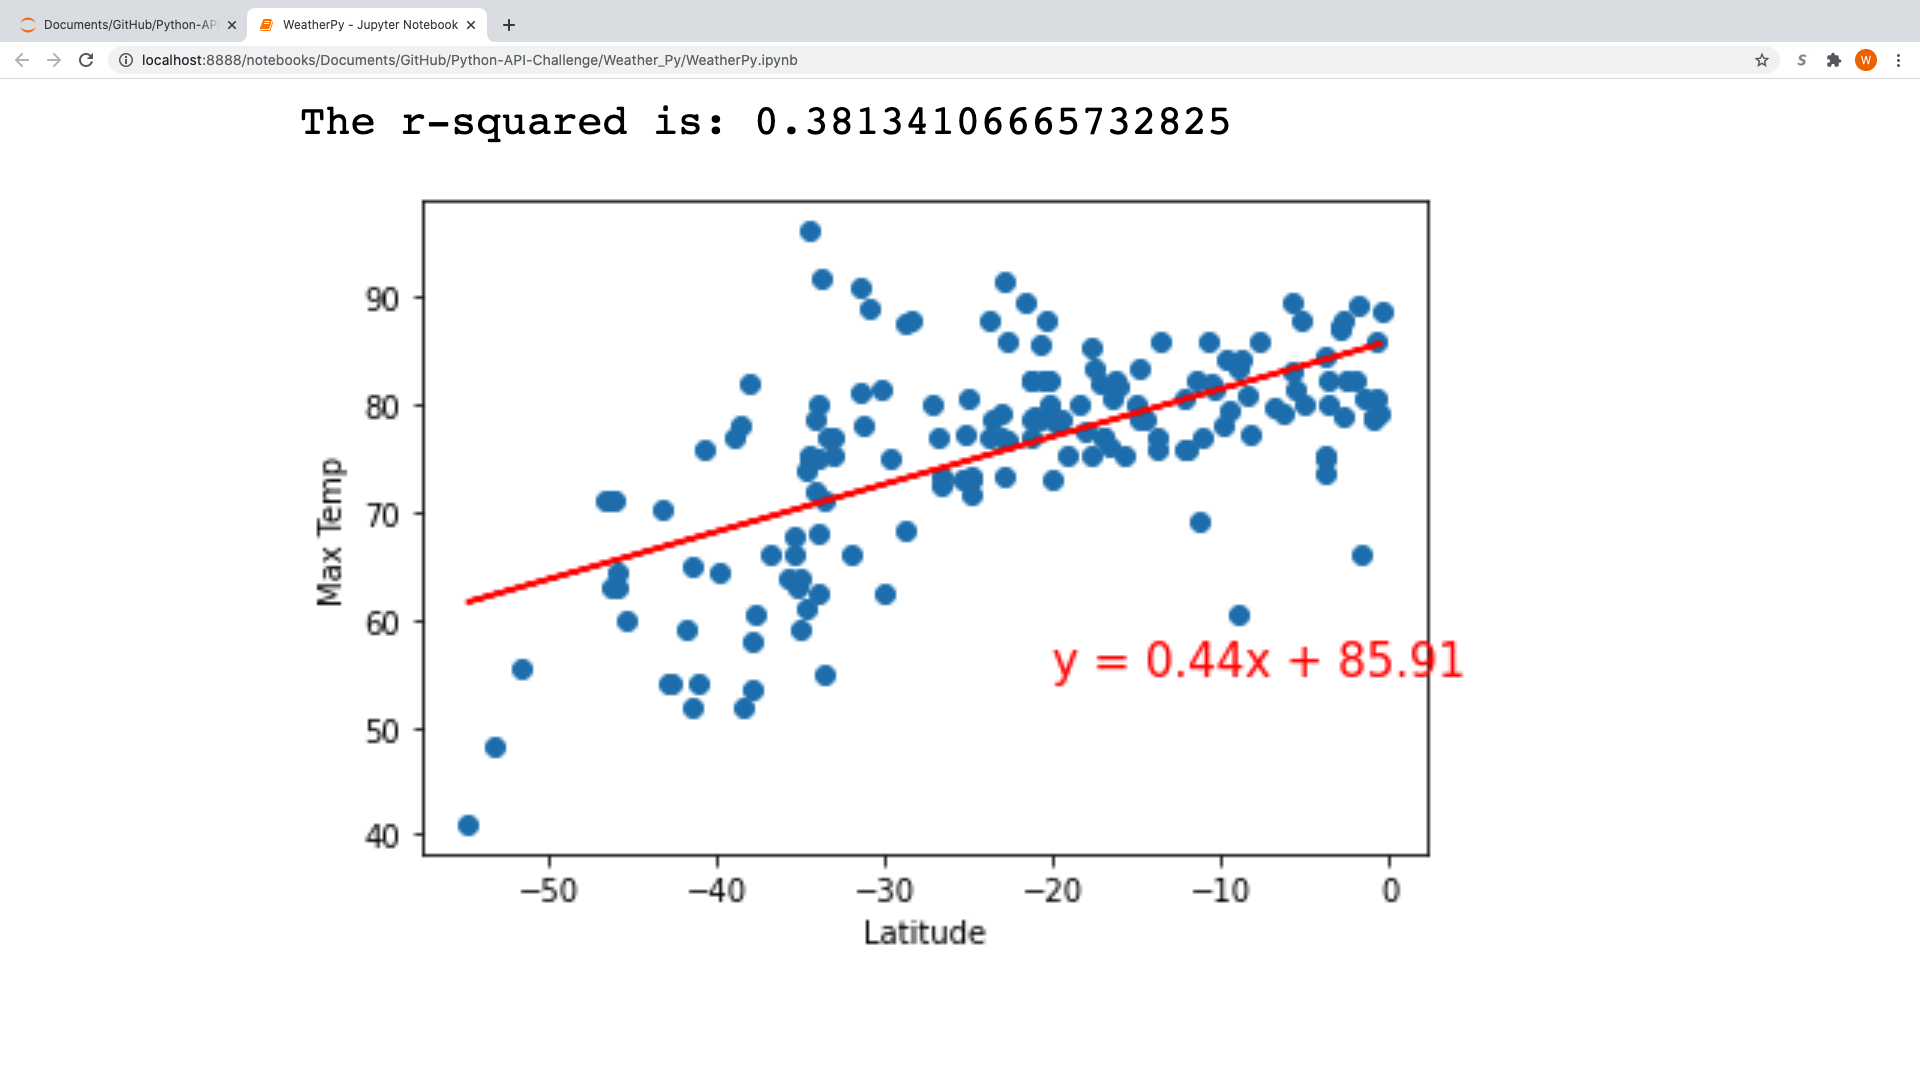 Documents/GitHub/Python-AP
WeatherPy - Jupyter Notebook
localhost:8888/notebooks/Documents/GitHub/Python-API-Challenge/Weather_Py/WeatherPy.ipynb
S
W
The r-squared is: 0.38134106665732825
90
80
70
60
50
40
Max Temp
y = 0.44x + 85.91
−50 −40 −30 −20 −10 0
Latitude